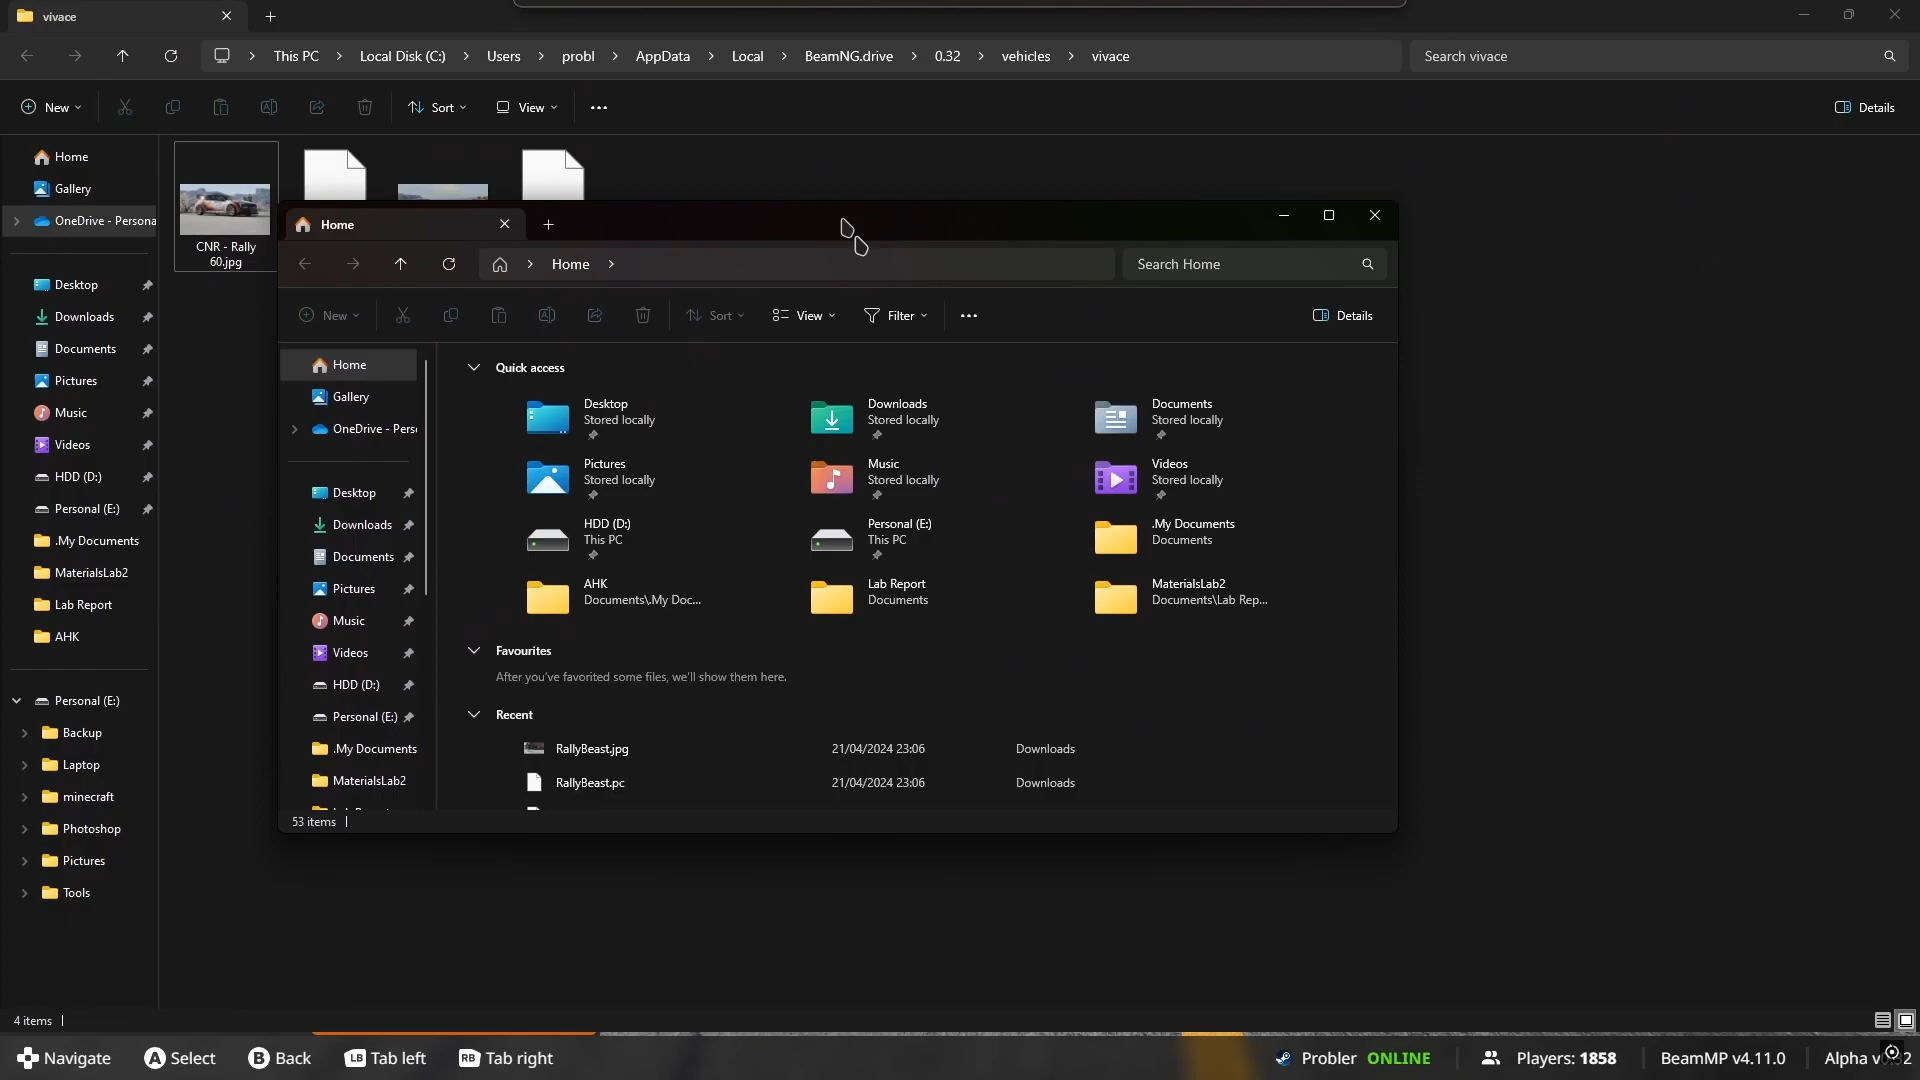 vivace
This PC > Local Disk (C:) > Users > probl > AppData > Local > BeamNG.drive > 0.32 > vehicles > vivace
Search vivace
New
Sort
View
Details
Home
Gallery
OneDrive - Persona
Desktop
Downloads
Documents
Pictures
Music
Videos
HDD (D:)
Personal (E:)
.My Documents
MaterialsLab2
Lab Report
AHK
Personal (E:)
Backup
Laptop
minecraft
Photoshop
Pictures
Tools
4 items
CNR - Rally
60.jpg
Home
Home >
Search Home
New
Sort
View
Filter
Details
Home
Gallery
OneDrive - Pers
Desktop
Downloads
Documents
Pictures
Music
Videos
HDD (D:)
Personal (E:)
.My Documents
MaterialsLab2
Quick access
Desktop
Stored locally
Downloads
Stored locally
Documents
Stored locally
Pictures
Stored locally
Music
Stored locally
Videos
Stored locally
HDD (D:)
This PC
Personal (E:)
This PC
.My Documents
Documents
AHK
Documents\.My Doc...
Lab Report
Documents
MaterialsLab2
Documents\Lab Rep...
Favourites
After you've favorited some files, we'll show them here.
Recent
RallyBeast.jpg 21/04/2024 23:06 Downloads
RallyBeast.pc 21/04/2024 23:06 Downloads
53 items
Navigate A Select B Back LB Tab left RB Tab right Probler ONLINE Players: 1858 BeamMP v4.11.0 Alpha